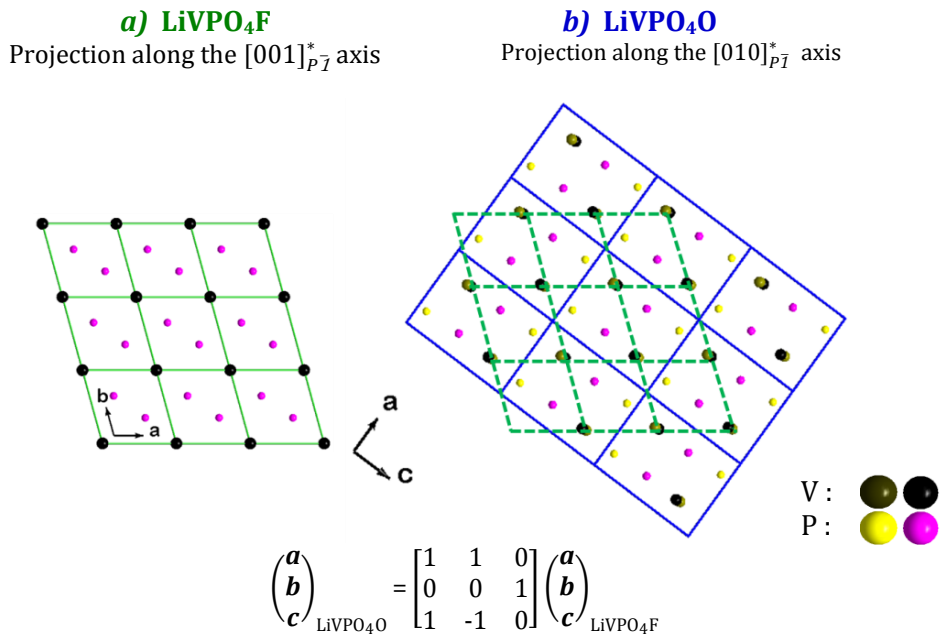 a) LiVPO₄F
Projection along the [001]*P1̄ axis
b) LiVPO₄O
Projection along the [010]*P1̄ axis
b
a
a
c
V :
P :
(a b c)LiVPO4O = [1 1 0
0 0 1
1 -1 0] (a b c)LiVPO4F